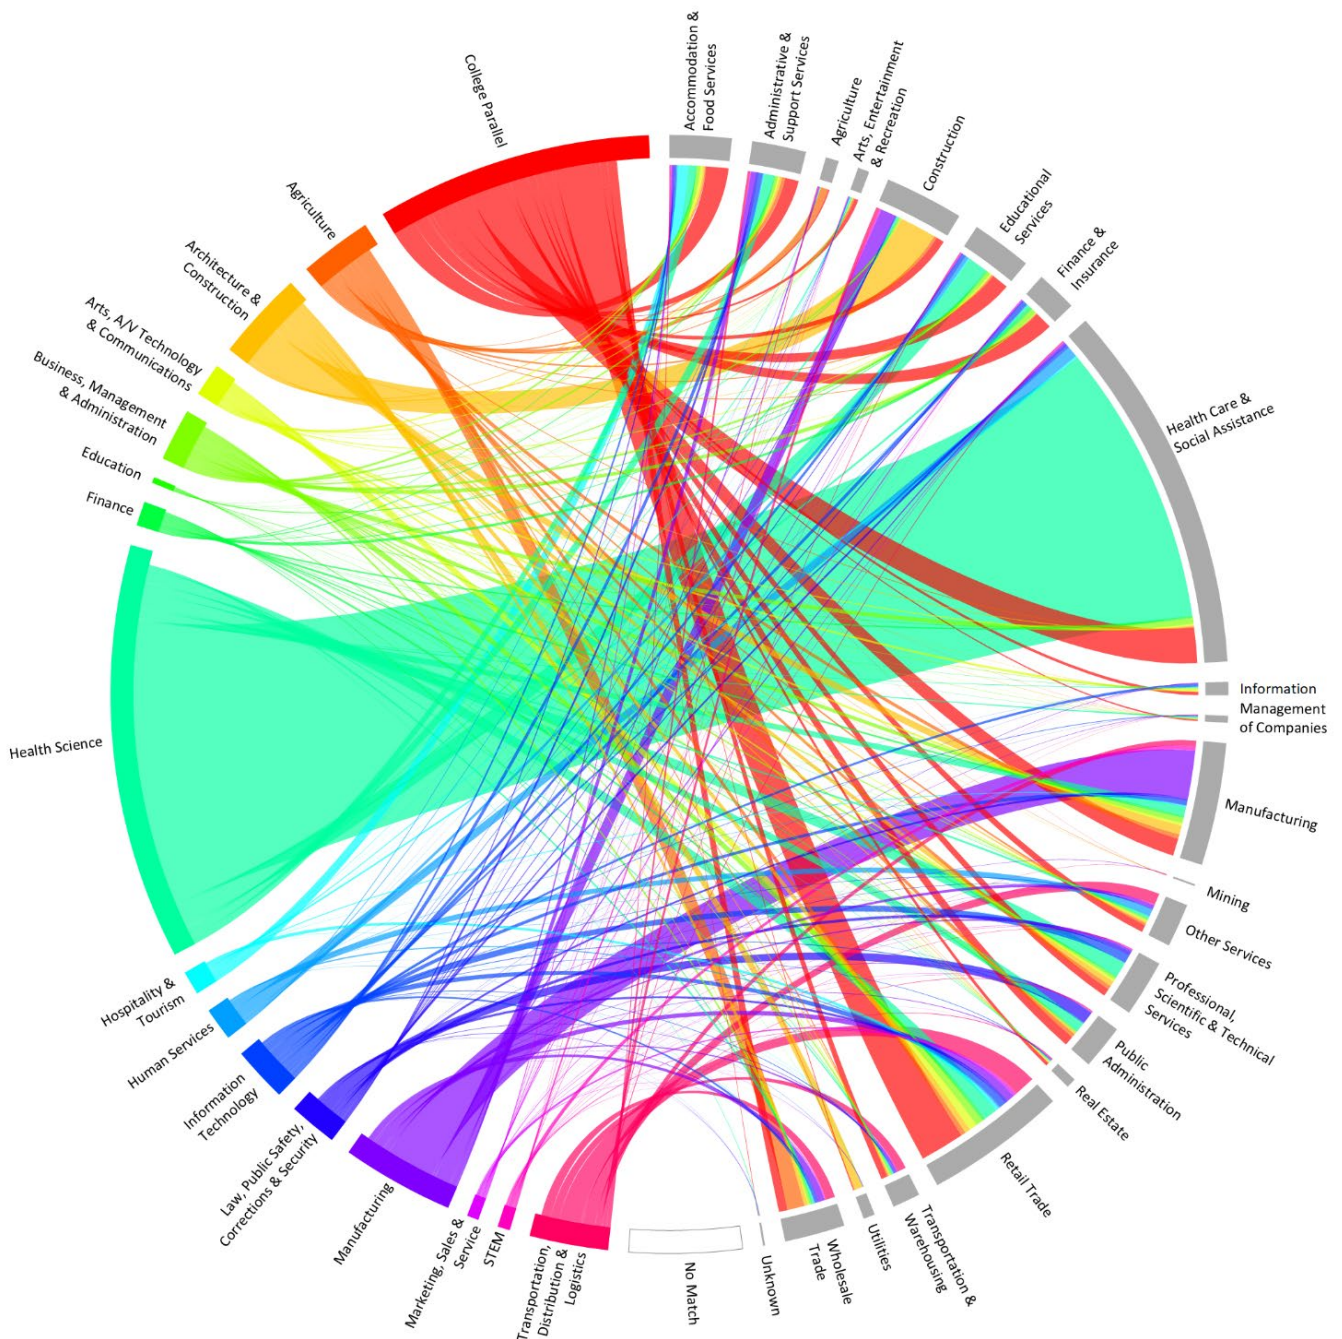 College Parallel
Agriculture
Architecture &
Construction
Arts, A/V Technology
& Communications
Business, Management
& Administration
Education
Finance
Health Science
Hospitality &
Tourism
Human Services
Information
Technology
Law, Public Safety,
Corrections & Security
Manufacturing
Marketing, Sales &
Service
STEM
Transportation,
Distribution &
Logistics
No Match
Accommodation &
Food Services
Administrative &
Support Services
Agriculture
Arts, Entertainment
& Recreation
Construction
Educational
Services
Finance &
Insurance
Health Care &
Social Assistance
Information
Management
of Companies
Manufacturing
Mining
Other Services
Professional,
Scientific & Technical
Services
Public
Administration
Real Estate
Retail Trade
Transportation &
Warehousing
Utilities
Wholesale
Trade
Unknown